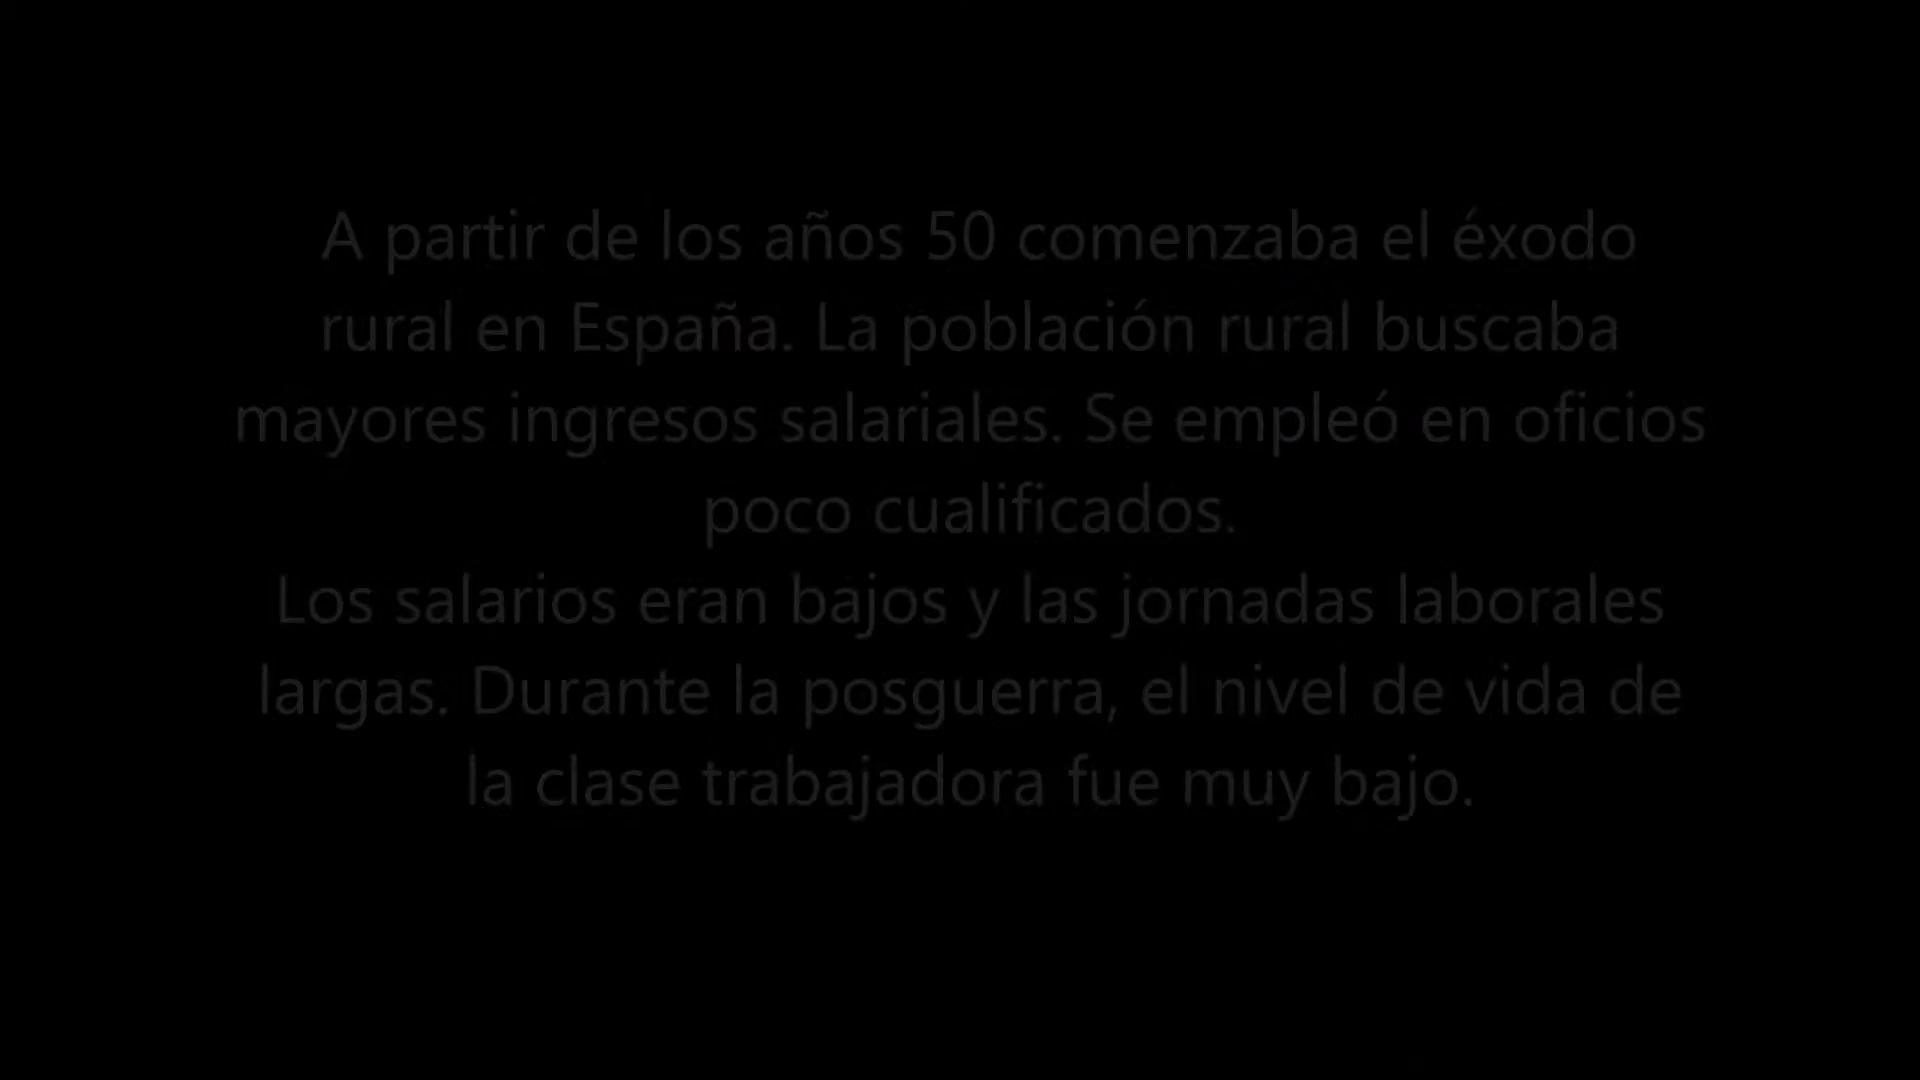 A partir de los años 50 comenzaba el éxodo
rural en España. La población rural buscaba
mayores ingresos salariales. Se empleó en oficios
poco cualificados.
Los salarios eran bajos y las jornadas laborales
largas. Durante la posguerra, el nivel de vida de
la clase trabajadora fue muy bajo.